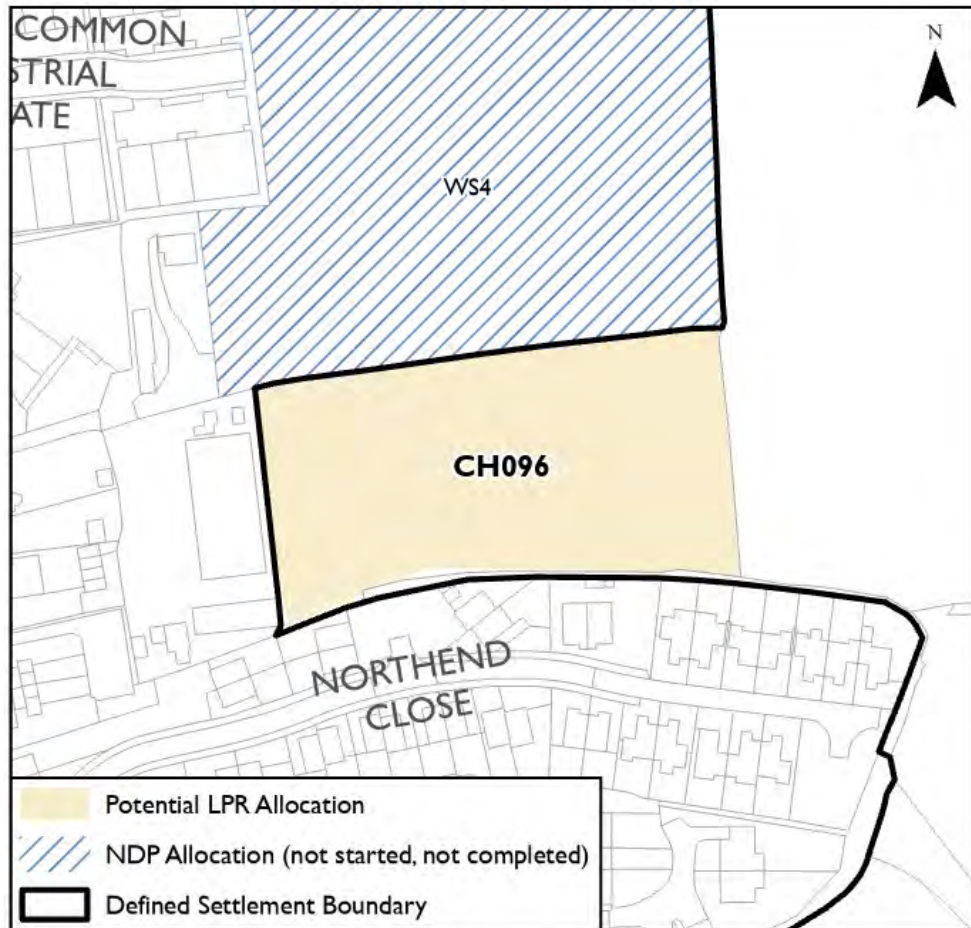 COMMON
STRIAL
ATE
N
WS4
CH096
NORTHEND
CLOSE
Potential LPR Allocation
NDP Allocation (not started, not completed)
Defined Settlement Boundary